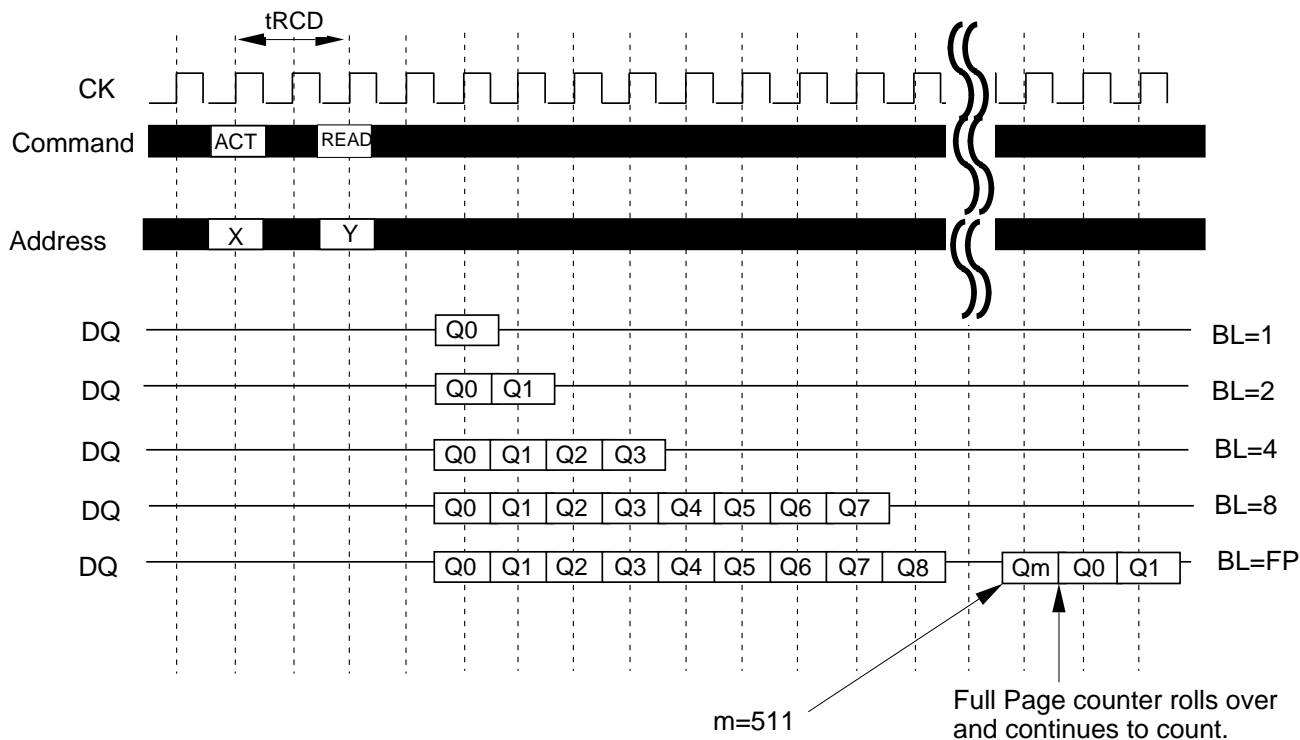 tRCD
CK
Command ACT READ
Address X Y
DQ Q0 BL=1
DQ Q0 Q1 BL=2
DQ Q0 Q1 Q2 Q3 BL=4
DQ Q0 Q1 Q2 Q3 Q4 Q5 Q6 Q7 BL=8
DQ Q0 Q1 Q2 Q3 Q4 Q5 Q6 Q7 Q8 Qm Q0 Q1 BL=FP
m=511
Full Page counter rolls over
and continues to count.